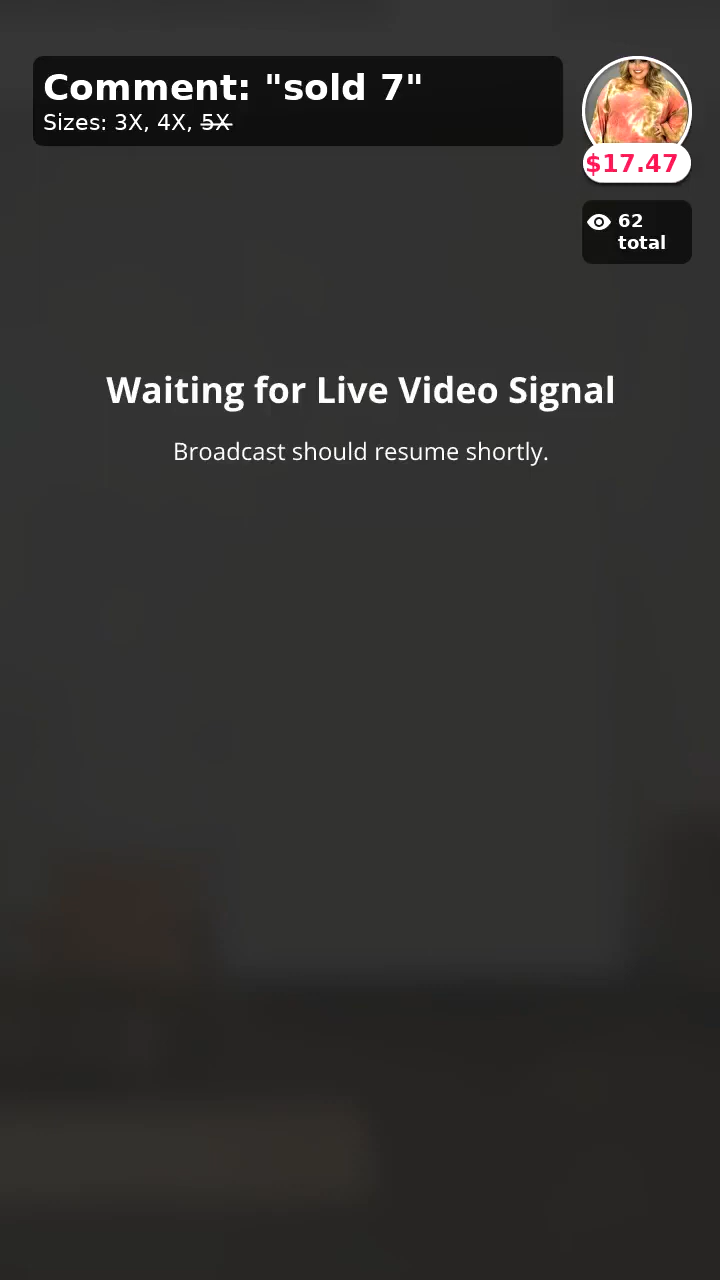 Comment: "sold 7"
Sizes: 3X, 4X, 5X
$17.47
62
total
Waiting for Live Video Signal
Broadcast should resume shortly.